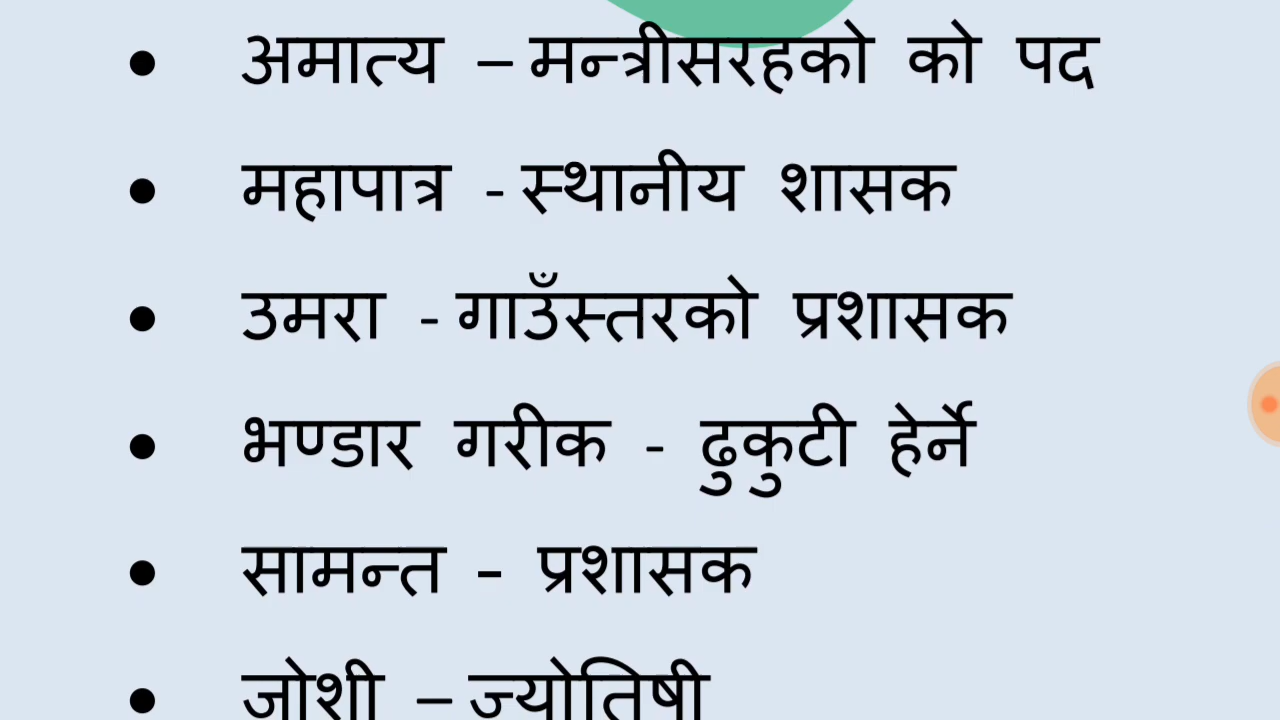 • अमात्य – मन्त्रीसरहको को पद
• महापात्र - स्थानीय शासक
• उमरा - गाउँस्तरको प्रशासक
• भण्डार गरीक - ढुकुटी हेर्ने
• सामन्त - प्रशासक
• जोशी – ज्योतिषी